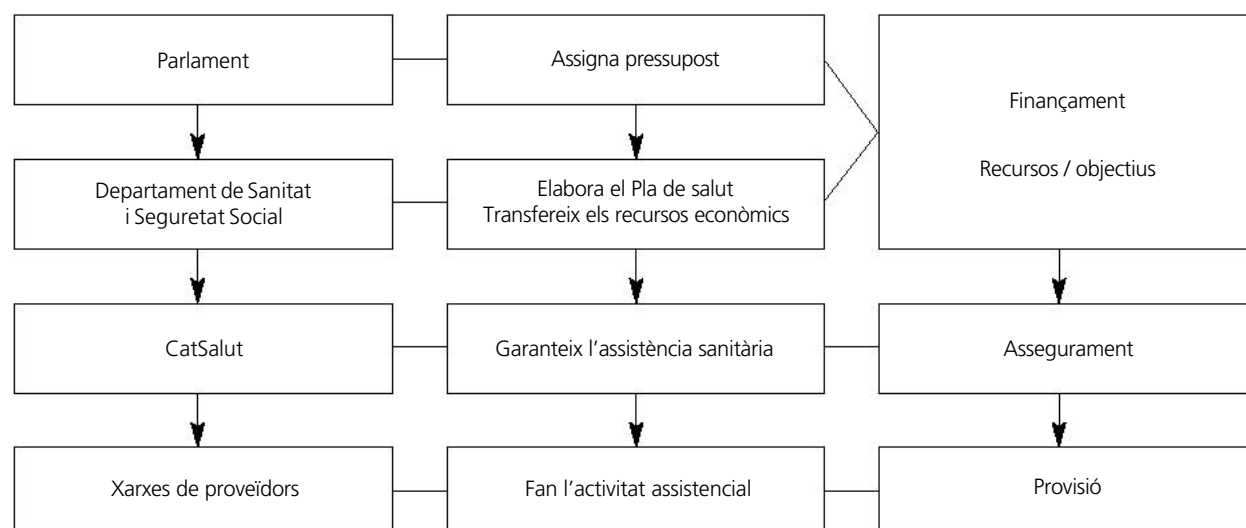 Parlament
Assigna pressupost
Finançament
Recursos / objectius
Departament de Sanitat
i Seguretat Social
Elabora el Pla de salut
Transfereix els recursos econòmics
CatSalut
Garanteix l’assistència sanitària
Assegurament
Xarxes de proveïdors
Fan l’activitat assistencial
Provisió